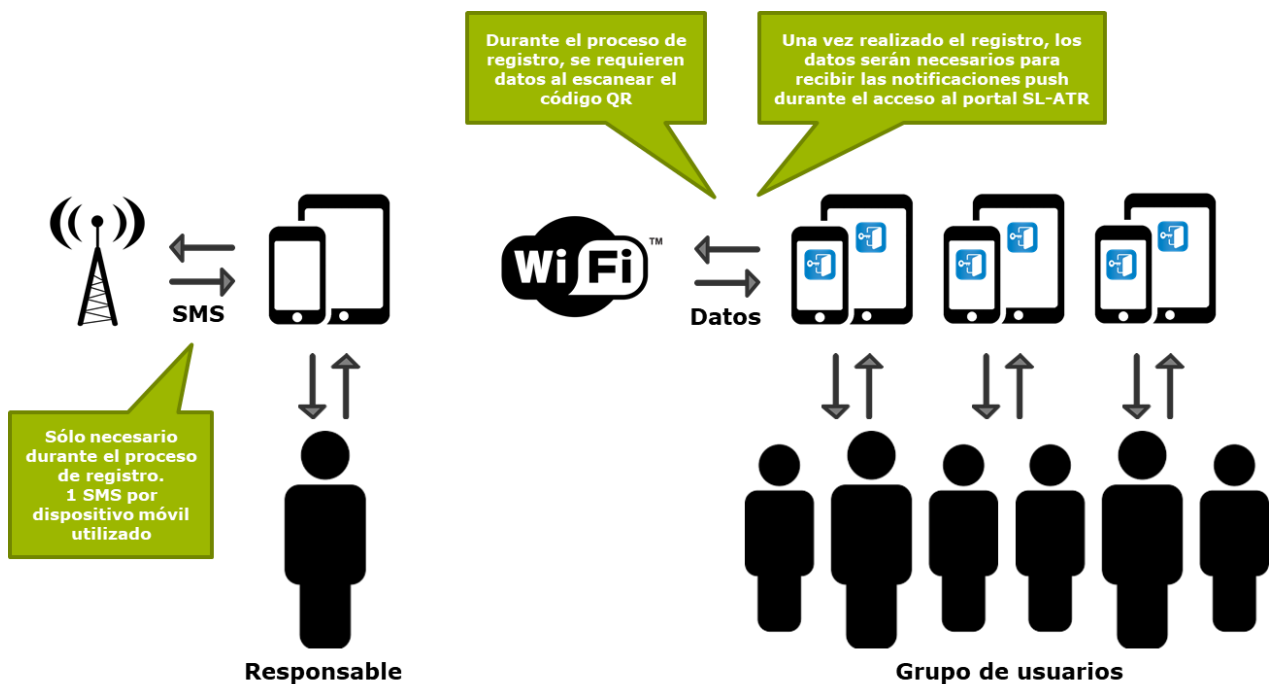 Durante el proceso de
registro, se requieren
datos al escanear el
código QR
Una vez realizado el registro, los
datos serán necesarios para
recibir las notificaciones push
durante el acceso al portal SL-ATR
SMS
Wi Fi ™
Datos
Sólo necesario
durante el proceso
de registro.
1 SMS por
dispositivo móvil
utilizado
Responsable
Grupo de usuarios